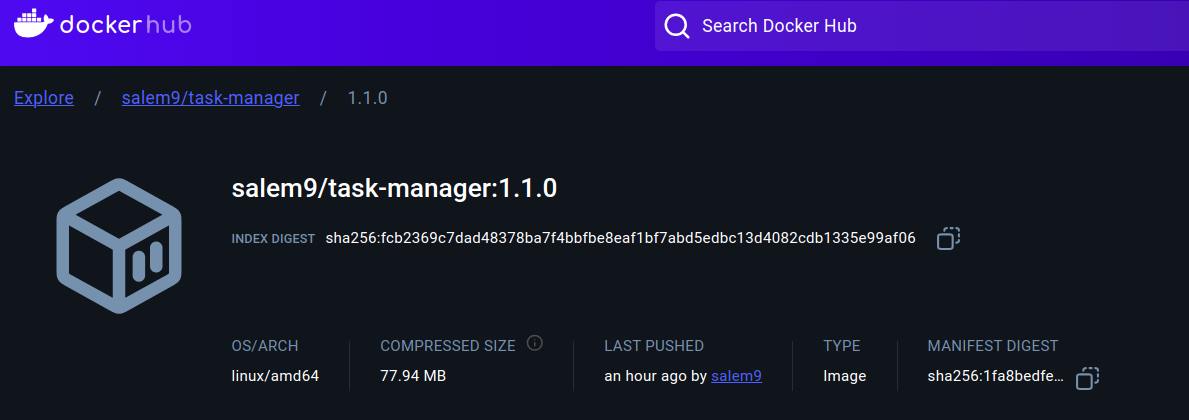 docker hub
Search Docker Hub
Explore / salem9/task-manager / 1.1.0
salem9/task-manager:1.1.0
INDEX DIGEST sha256:fcb2369c7dad48378ba7f4bbfbe8eaf1bf7abd5edbc13d4082cdb1335e99af06
OS/ARCH COMPRESSED SIZE LAST PUSHED TYPE MANIFEST DIGEST
linux/amd64 77.94 MB an hour ago by salem9 Image sha256:1fa8bedfe...